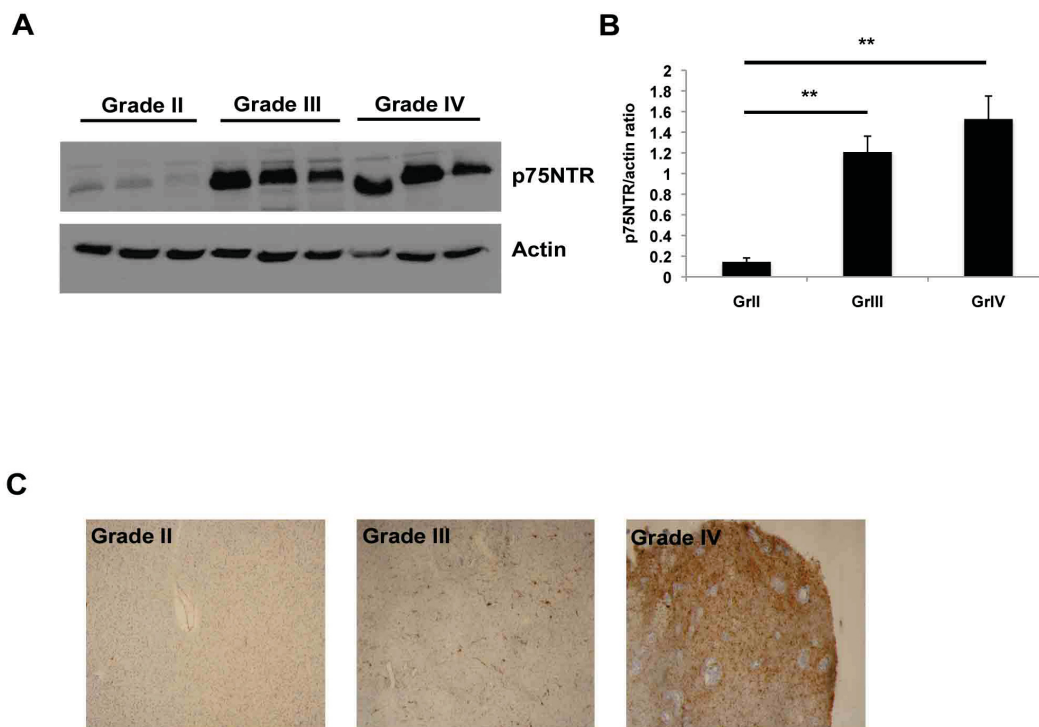 A
Grade II Grade III Grade IV
p75NTR
Actin
B
**
**
p75NTR/actin ratio
2
1.8
1.6
1.4
1.2
1
0.8
0.6
0.4
0.2
0
GrII GrIII GrIV
C
Grade II Grade III Grade IV